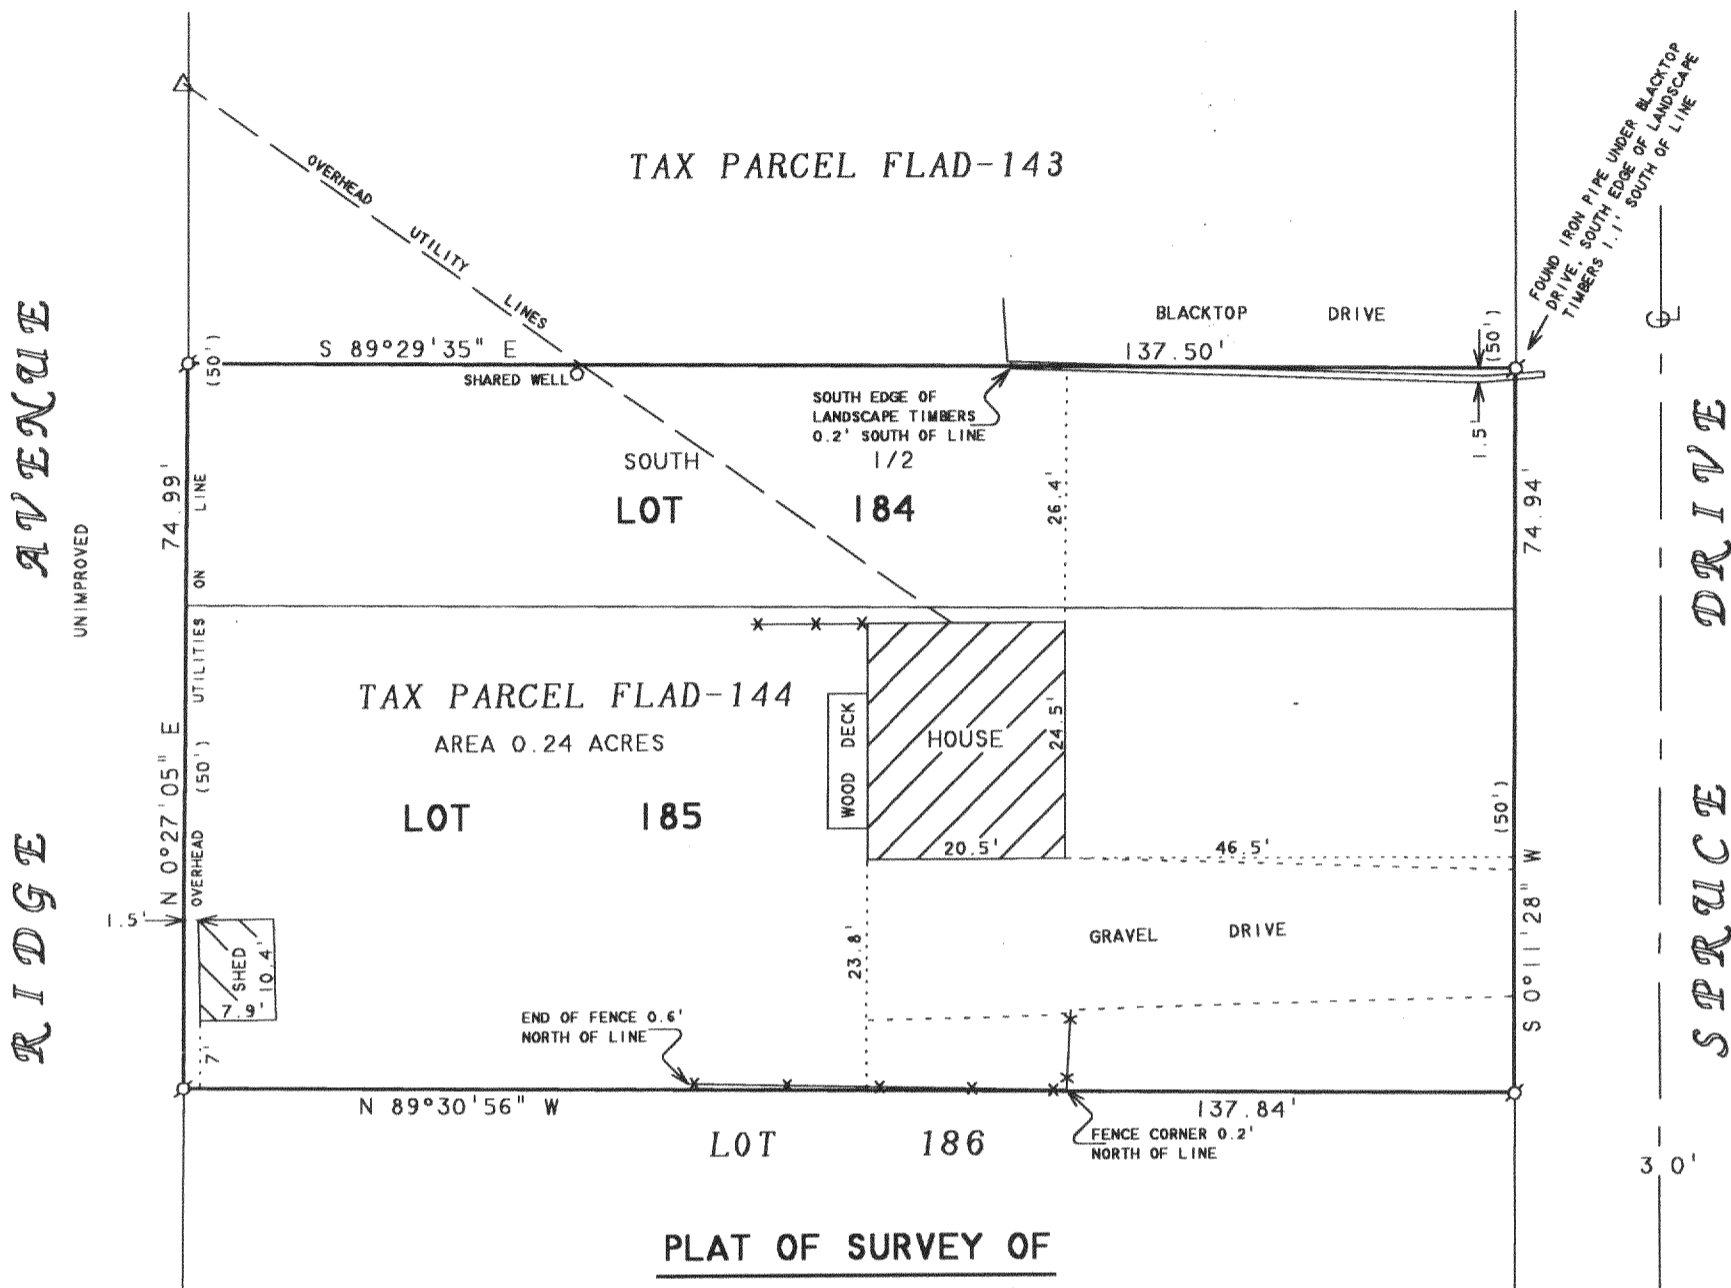 TAX PARCEL FLAD-143
OVERHEAD UTILITY LINES
FOUND IRON PIPE UNDER BLACKTOP
DRIVE, SOUTH EDGE OF LANDSCAPE
TIMBERS 1.1' SOUTH OF LINE
BLACKTOP DRIVE
℄
S 89°29'35" E
137.50'
(50')
(50')
SHARED WELL
SOUTH EDGE OF
LANDSCAPE TIMBERS
0.2' SOUTH OF LINE
1.5'
SOUTH 1/2
LOT 184
26.4'
74.99'
74.94'
RIDGE AVENUE
UNIMPROVED
SPRUCE DRIVE
OVERHEAD UTILITIES ON LINE
TAX PARCEL FLAD-144
AREA 0.24 ACRES
LOT 185
WOOD DECK
HOUSE
24.5'
20.5'
46.5'
N 0°27'05" E
(50')
(50')
S 0°11'28" W
1.5'
SHED
10.4'
7.9'
7'
23.8'
GRAVEL DRIVE
END OF FENCE 0.6'
NORTH OF LINE
N 89°30'56" W
137.84'
LOT 186
FENCE CORNER 0.2'
NORTH OF LINE
30'
PLAT OF SURVEY OF